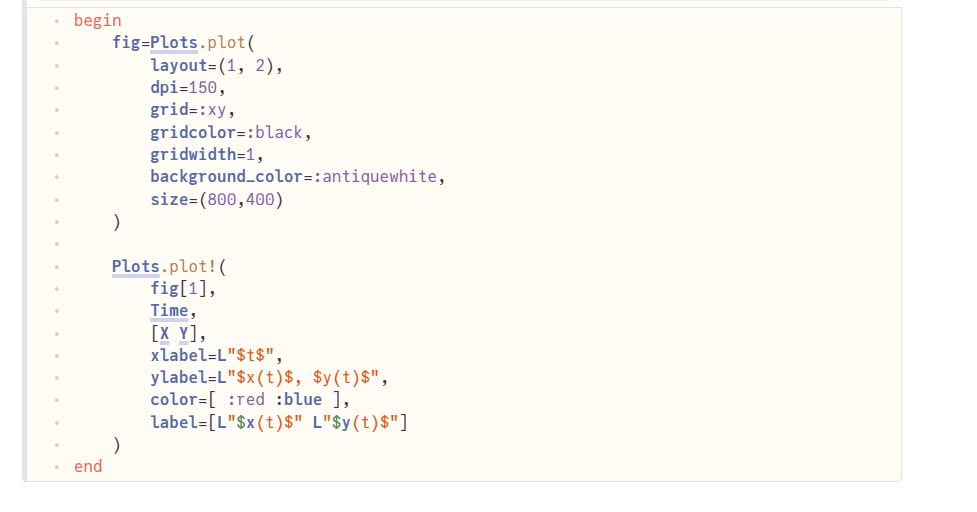 begin
    fig=Plots.plot(
        layout=(1, 2),
        dpi=150,
        grid=:xy,
        gridcolor=:black,
        gridwidth=1,
        background_color=:antiquewhite,
        size=(800,400)
    )

    Plots.plot!(
        fig[1],
        Time,
        [X Y],
        xlabel=L"$t$",
        ylabel=L"$x(t)$, $y(t)$",
        color=[ :red :blue ],
        label=[L"$x(t)$" L"$y(t)$"]
    )
end